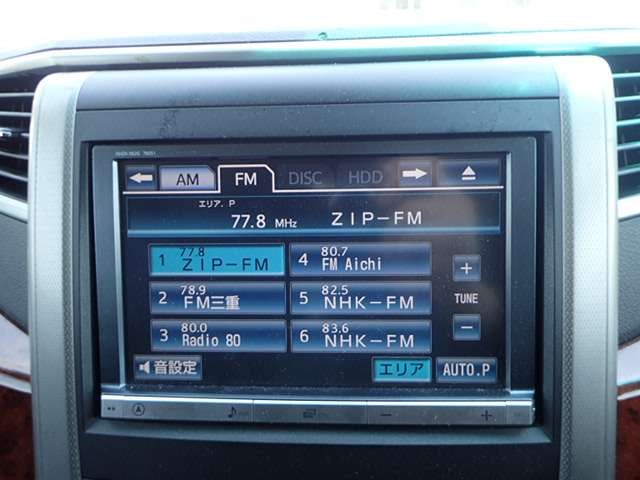 AM FM DISC HDD
エリア. P
77.8 MHz ZIP-FM
1 77.8 ZIP-FM
4 80.7 FM Aichi
2 78.9 FM三重
5 82.5 NHK-FM
3 80.0 Radio 80
6 83.6 NHK-FM
+
TUNE
-
音設定
エリア
AUTO.P